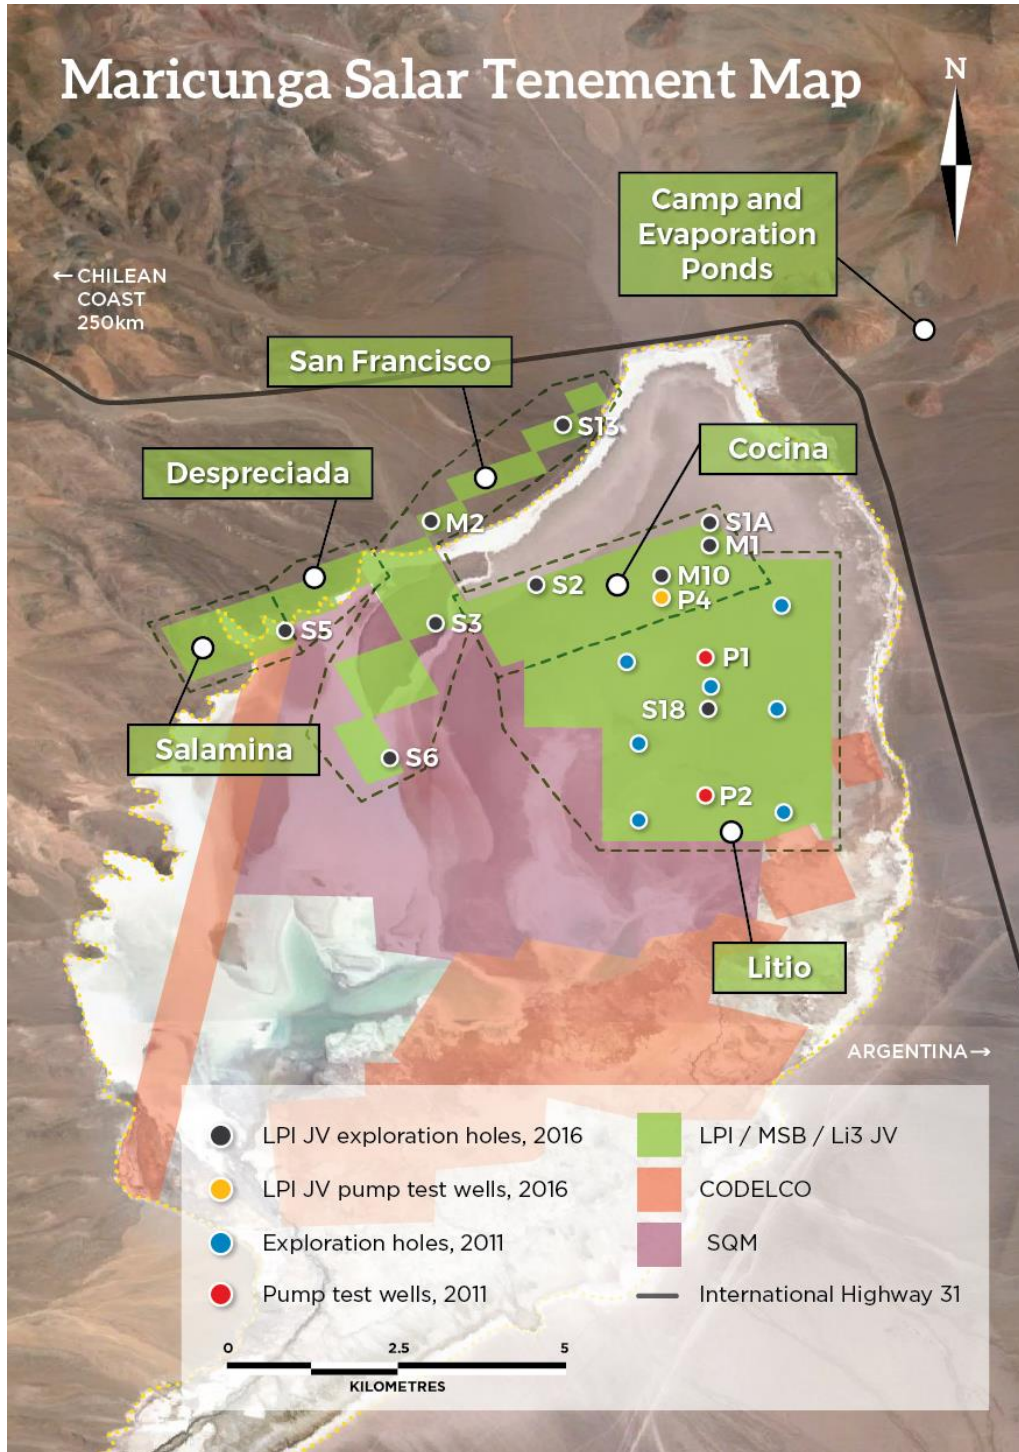 Maricunga Salar Tenement Map
N
Camp and
Evaporation
Ponds
← CHILEAN
COAST
250km
San Francisco
S13
Cocina
Despreciada
M2
S1A
M1
M10
S2
P4
S3
S5
P1
S18
Salamina
S6
P2
Litio
ARGENTINA→
LPI JV exploration holes, 2016
LPI JV pump test wells, 2016
Exploration holes, 2011
Pump test wells, 2011
LPI / MSB / Li3 JV
CODELCO
SQM
International Highway 31
0 2.5 5
KILOMETRES